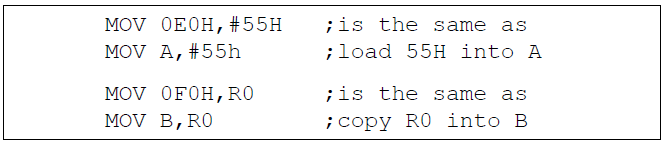 MOV 0E0H,#55H ;is the same as
MOV A,#55h ;load 55H into A
MOV 0F0H,R0 ;is the same as
MOV B,R0 ;copy R0 into B